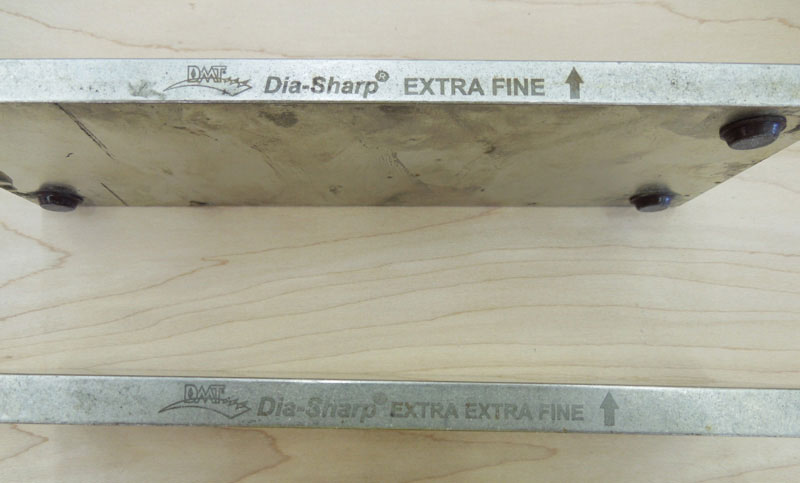 DMT Dia-Sharp® EXTRA FINE ↑
DMT Dia-Sharp® EXTRA EXTRA FINE ↑